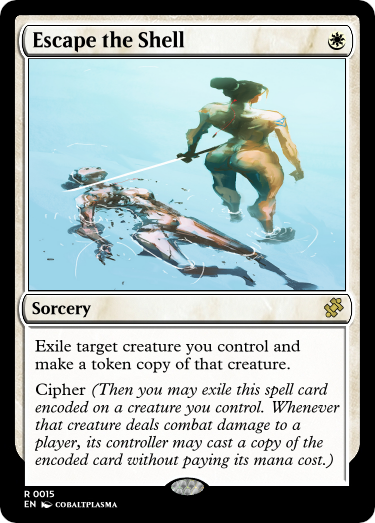 Escape the Shell
Sorcery
Exile target creature you control and
make a token copy of that creature.
Cipher (Then you may exile this spell card
encoded on a creature you control. Whenever
that creature deals combat damage to a
player, its controller may cast a copy of the
encoded card without paying its mana cost.)
R 0015
EN COBALTPLASMA